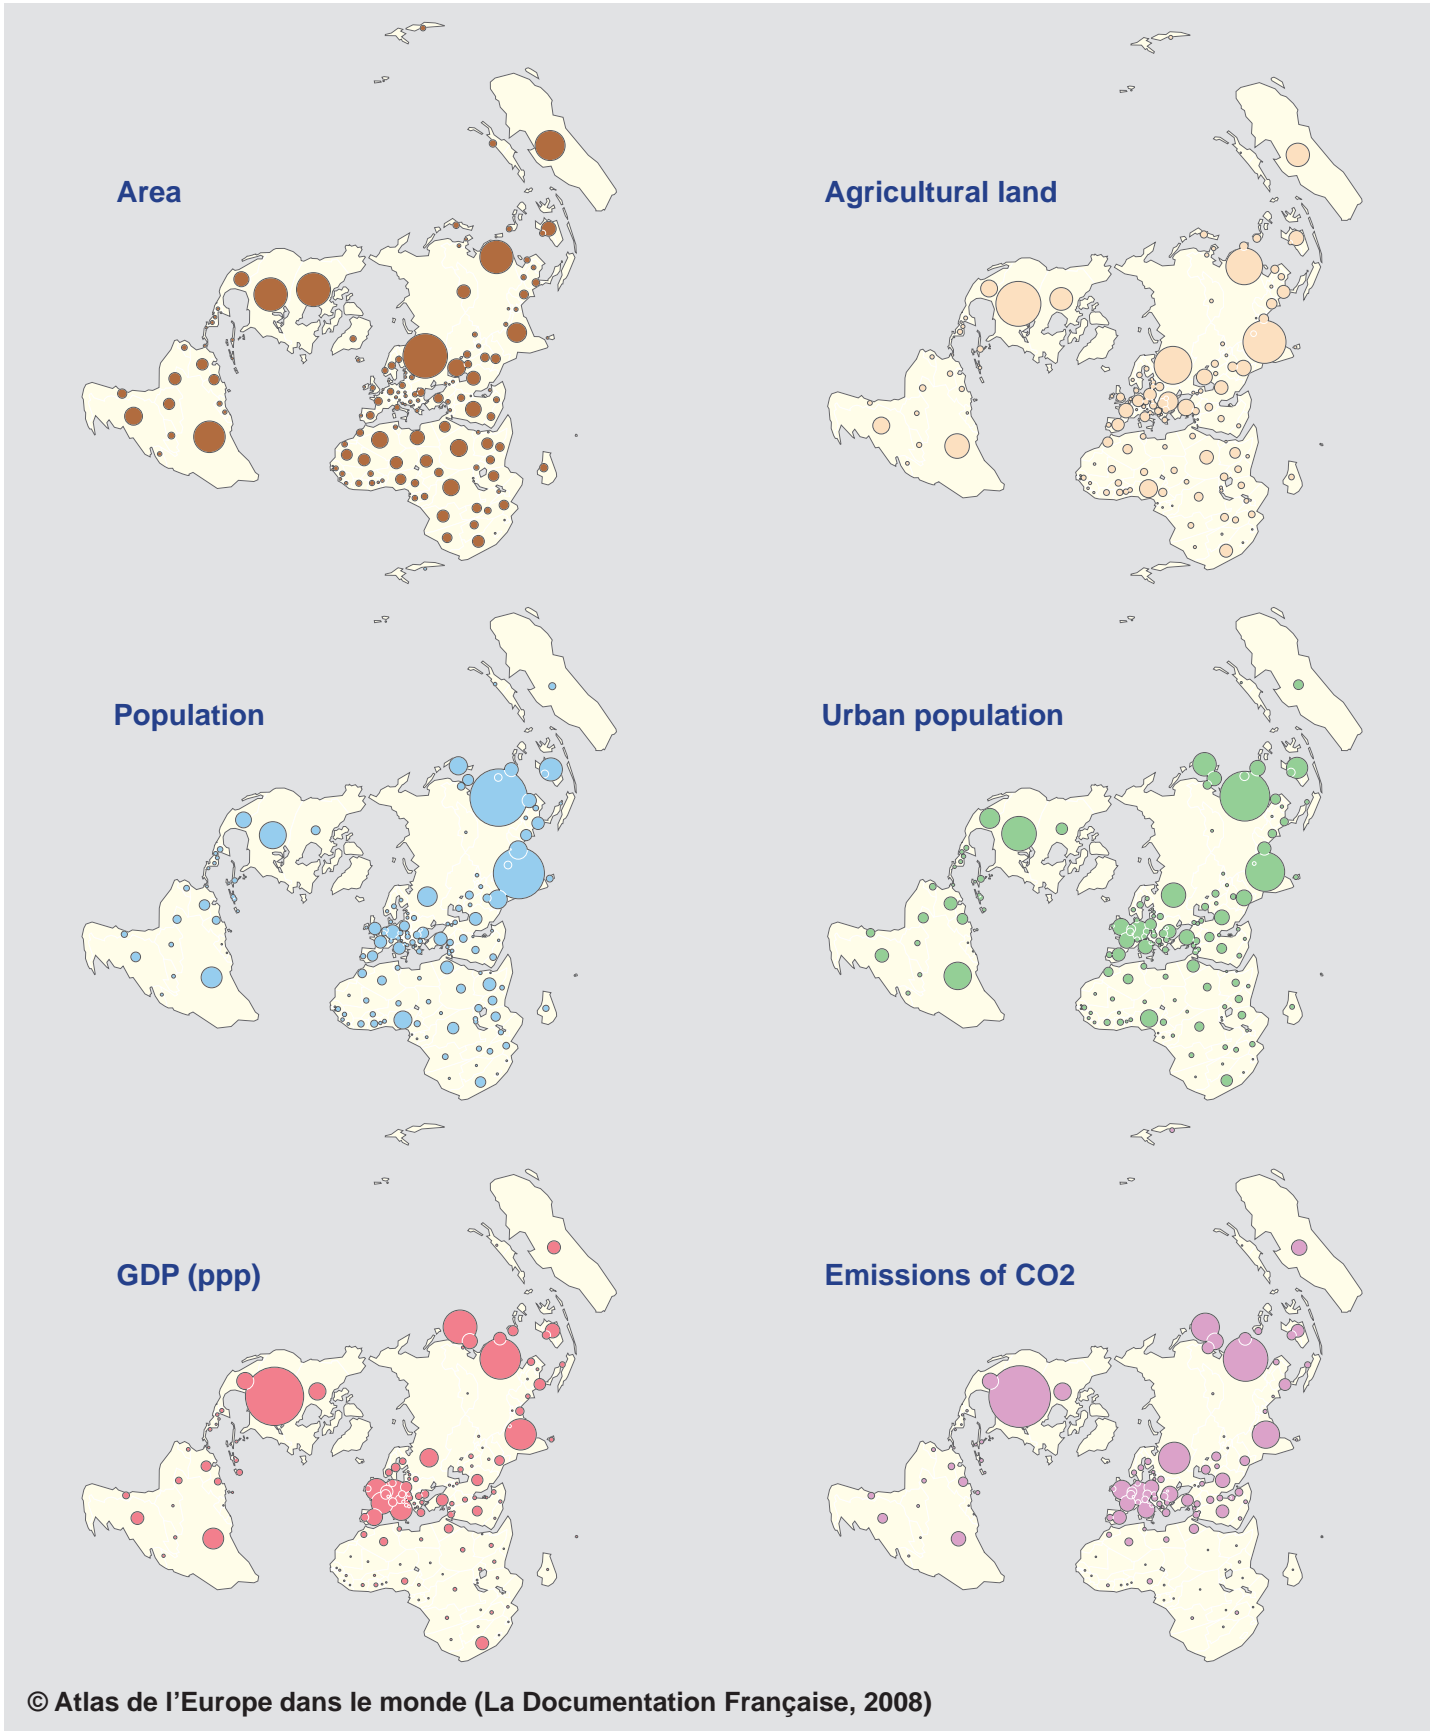 Area
Agricultural land
Population
Urban population
GDP (ppp)
Emissions of CO2
© Atlas de l’Europe dans le monde (La Documentation Française, 2008)